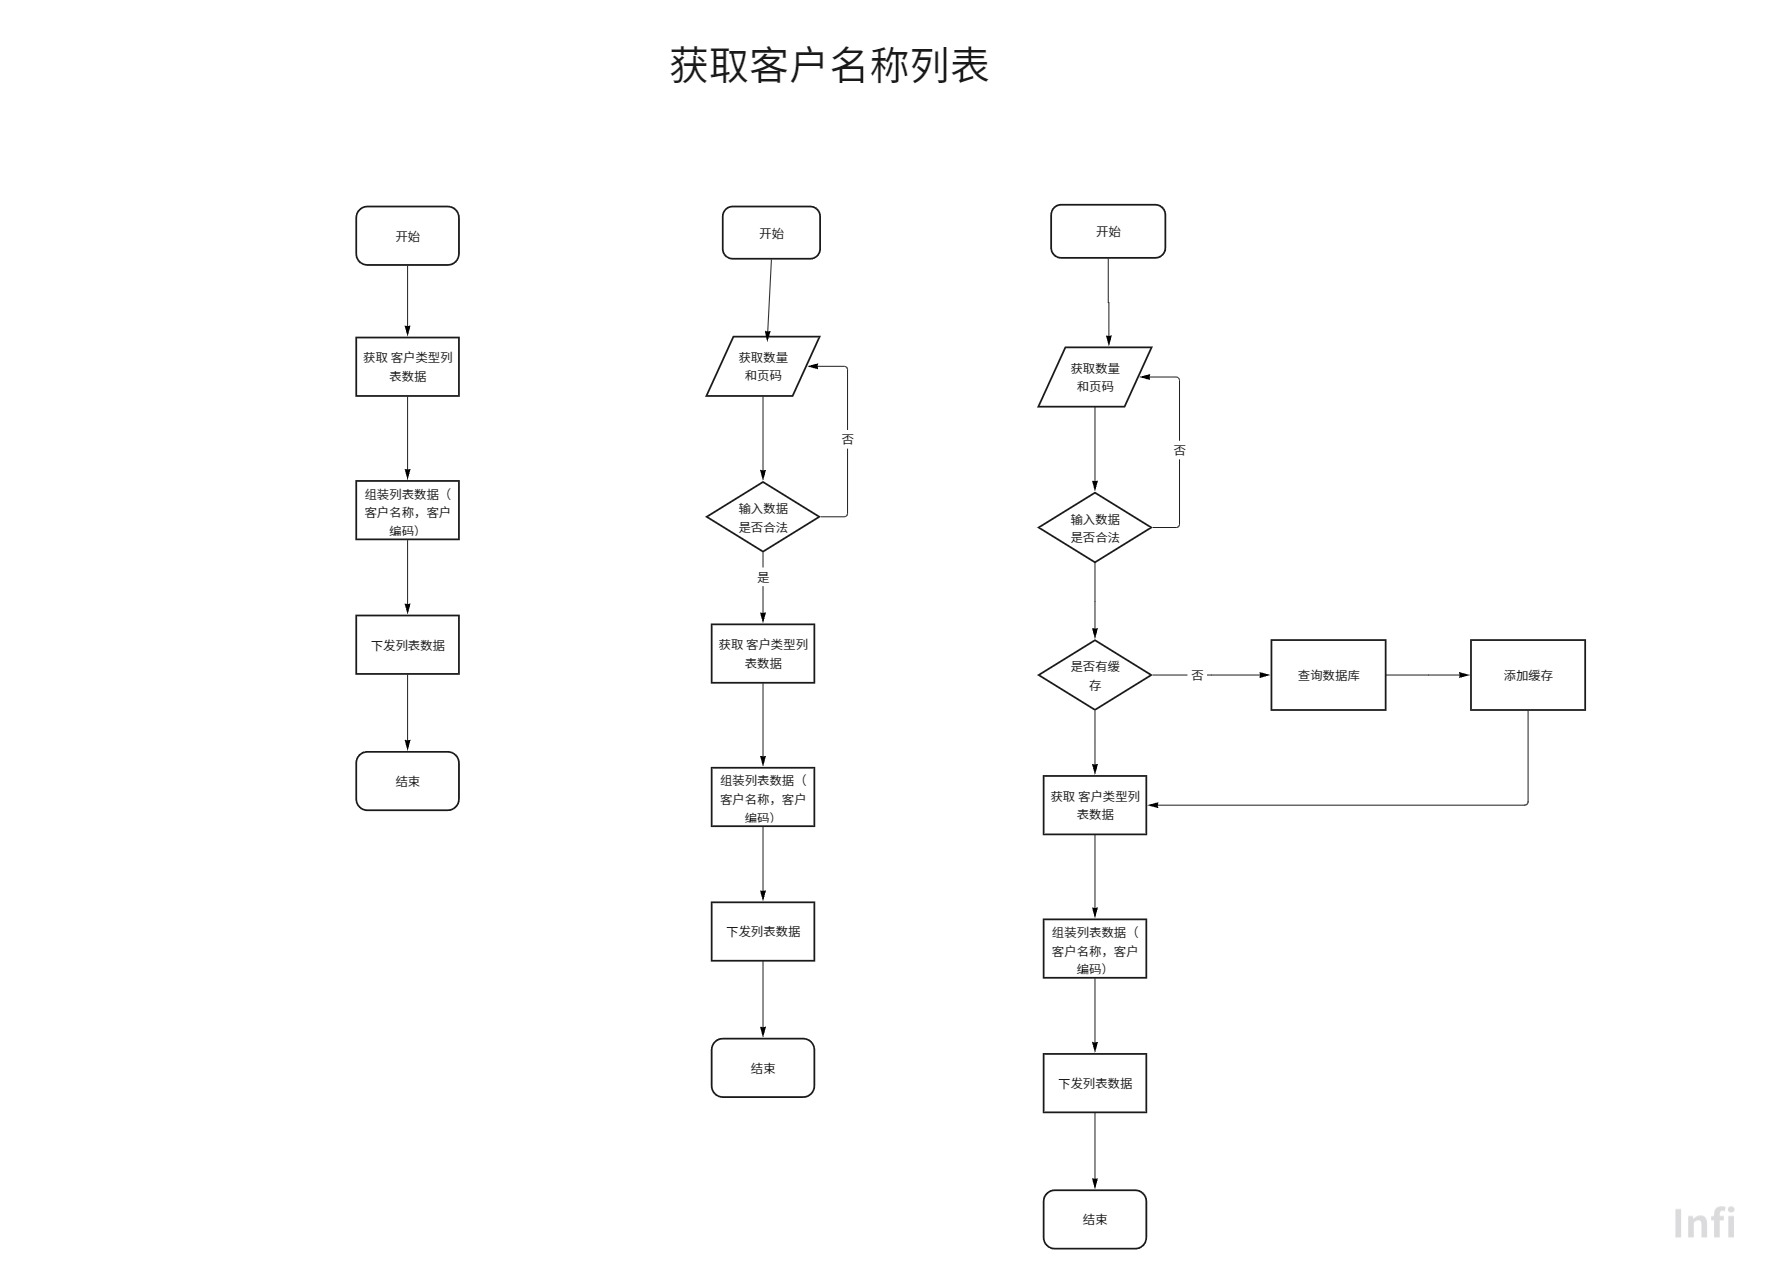 获取客户名称列表
开始
获取 客户类型列
表数据
组装列表数据（
客户名称，客户
编码）
下发列表数据
结束
开始
获取数量
和页码
否
输入数据
是否合法
是
获取 客户类型列
表数据
组装列表数据（
客户名称，客户
编码）
下发列表数据
结束
开始
获取数量
和页码
否
输入数据
是否合法
是否有缓
存
否
查询数据库
添加缓存
获取 客户类型列
表数据
组装列表数据（
客户名称，客户
编码）
下发列表数据
结束
Infi